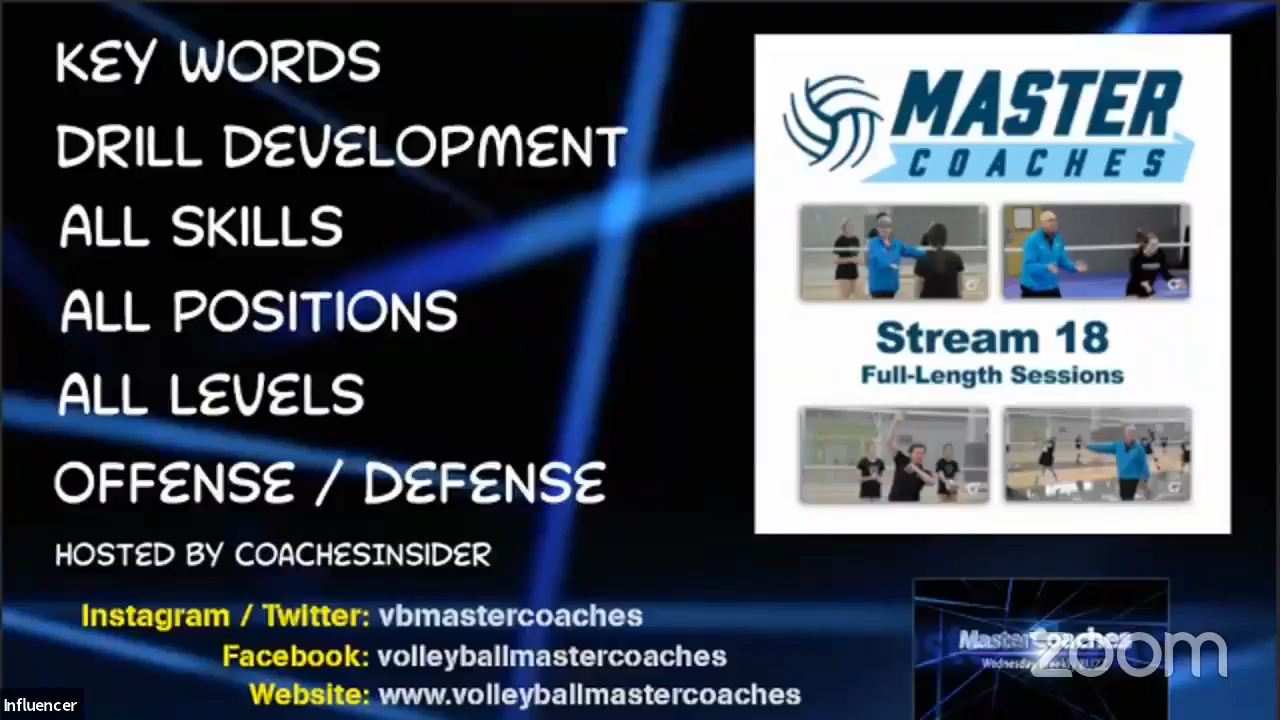 KEY WORDS
DRILL DEVELOPMENT
ALL SKILLS
ALL POSITIONS
ALL LEVELS
OFFENSE / DEFENSE
HOSTED BY COACHESINSIDER
Instagram / Twitter: vbmastercoaches
Facebook: volleyballmastercoaches
Website: www.volleyballmastercoaches
MASTER
COACHES
Stream 18
Full-Length Sessions
MasterCoaches
zoom
Influencer